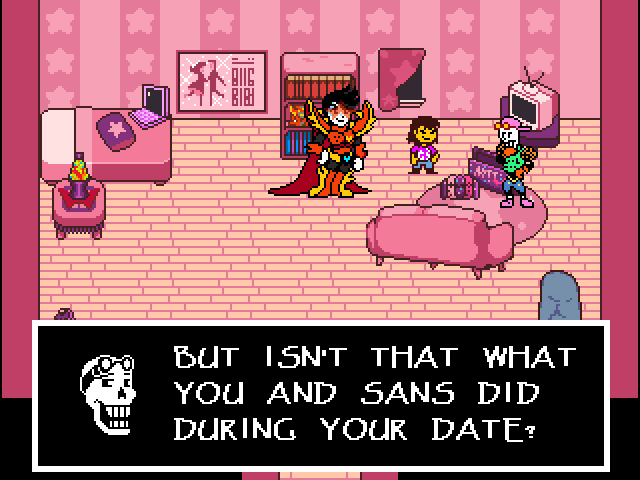 BUT ISN'T THAT WHAT
YOU AND SANS DID
DURING YOUR DATE?